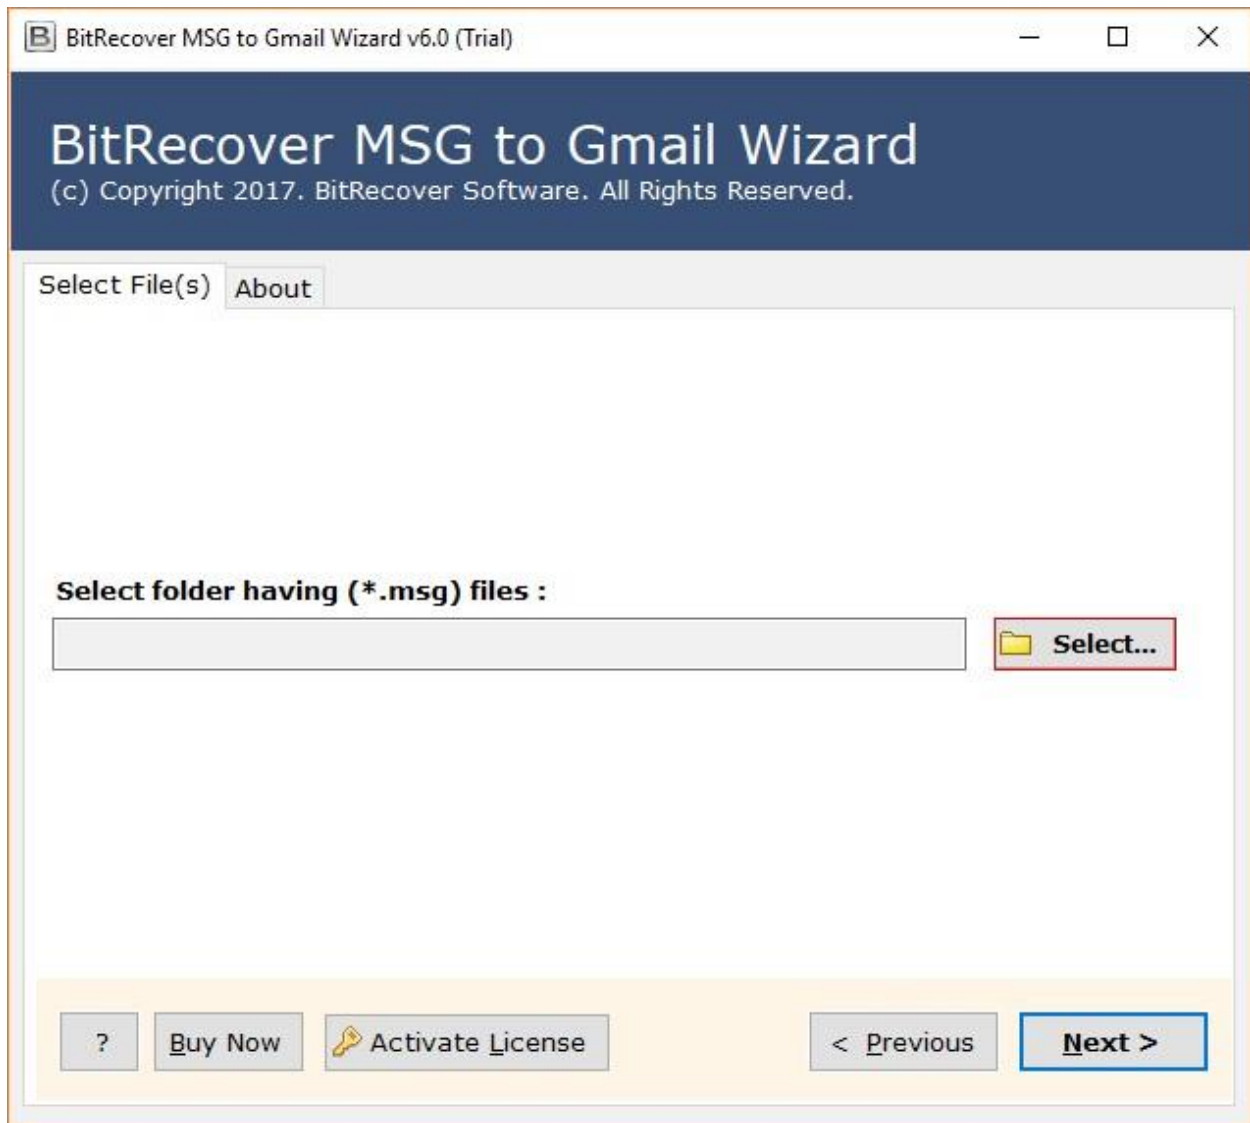 B BitRecover MSG to Gmail Wizard v6.0 (Trial)
BitRecover MSG to Gmail Wizard
(c) Copyright 2017. BitRecover Software. All Rights Reserved.
Select File(s) About
Select folder having (*.msg) files :
Select...
? Buy Now Activate License < Previous Next >